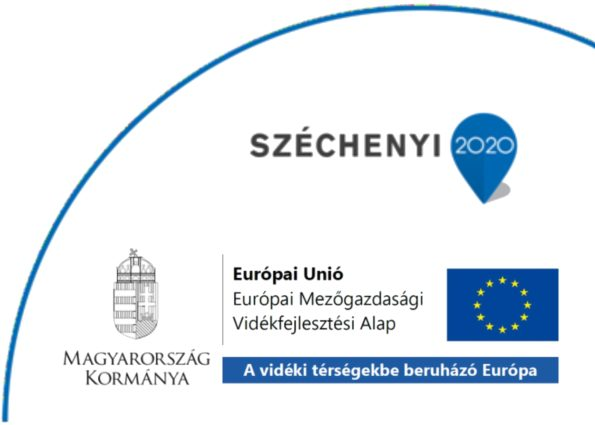 SZÉCHENYI 2020
Európai Unió
Európai Mezőgazdasági
Vidékfejlesztési Alap
MAGYARORSZÁG
KORMÁNYA
A vidéki térségekbe beruházó Európa